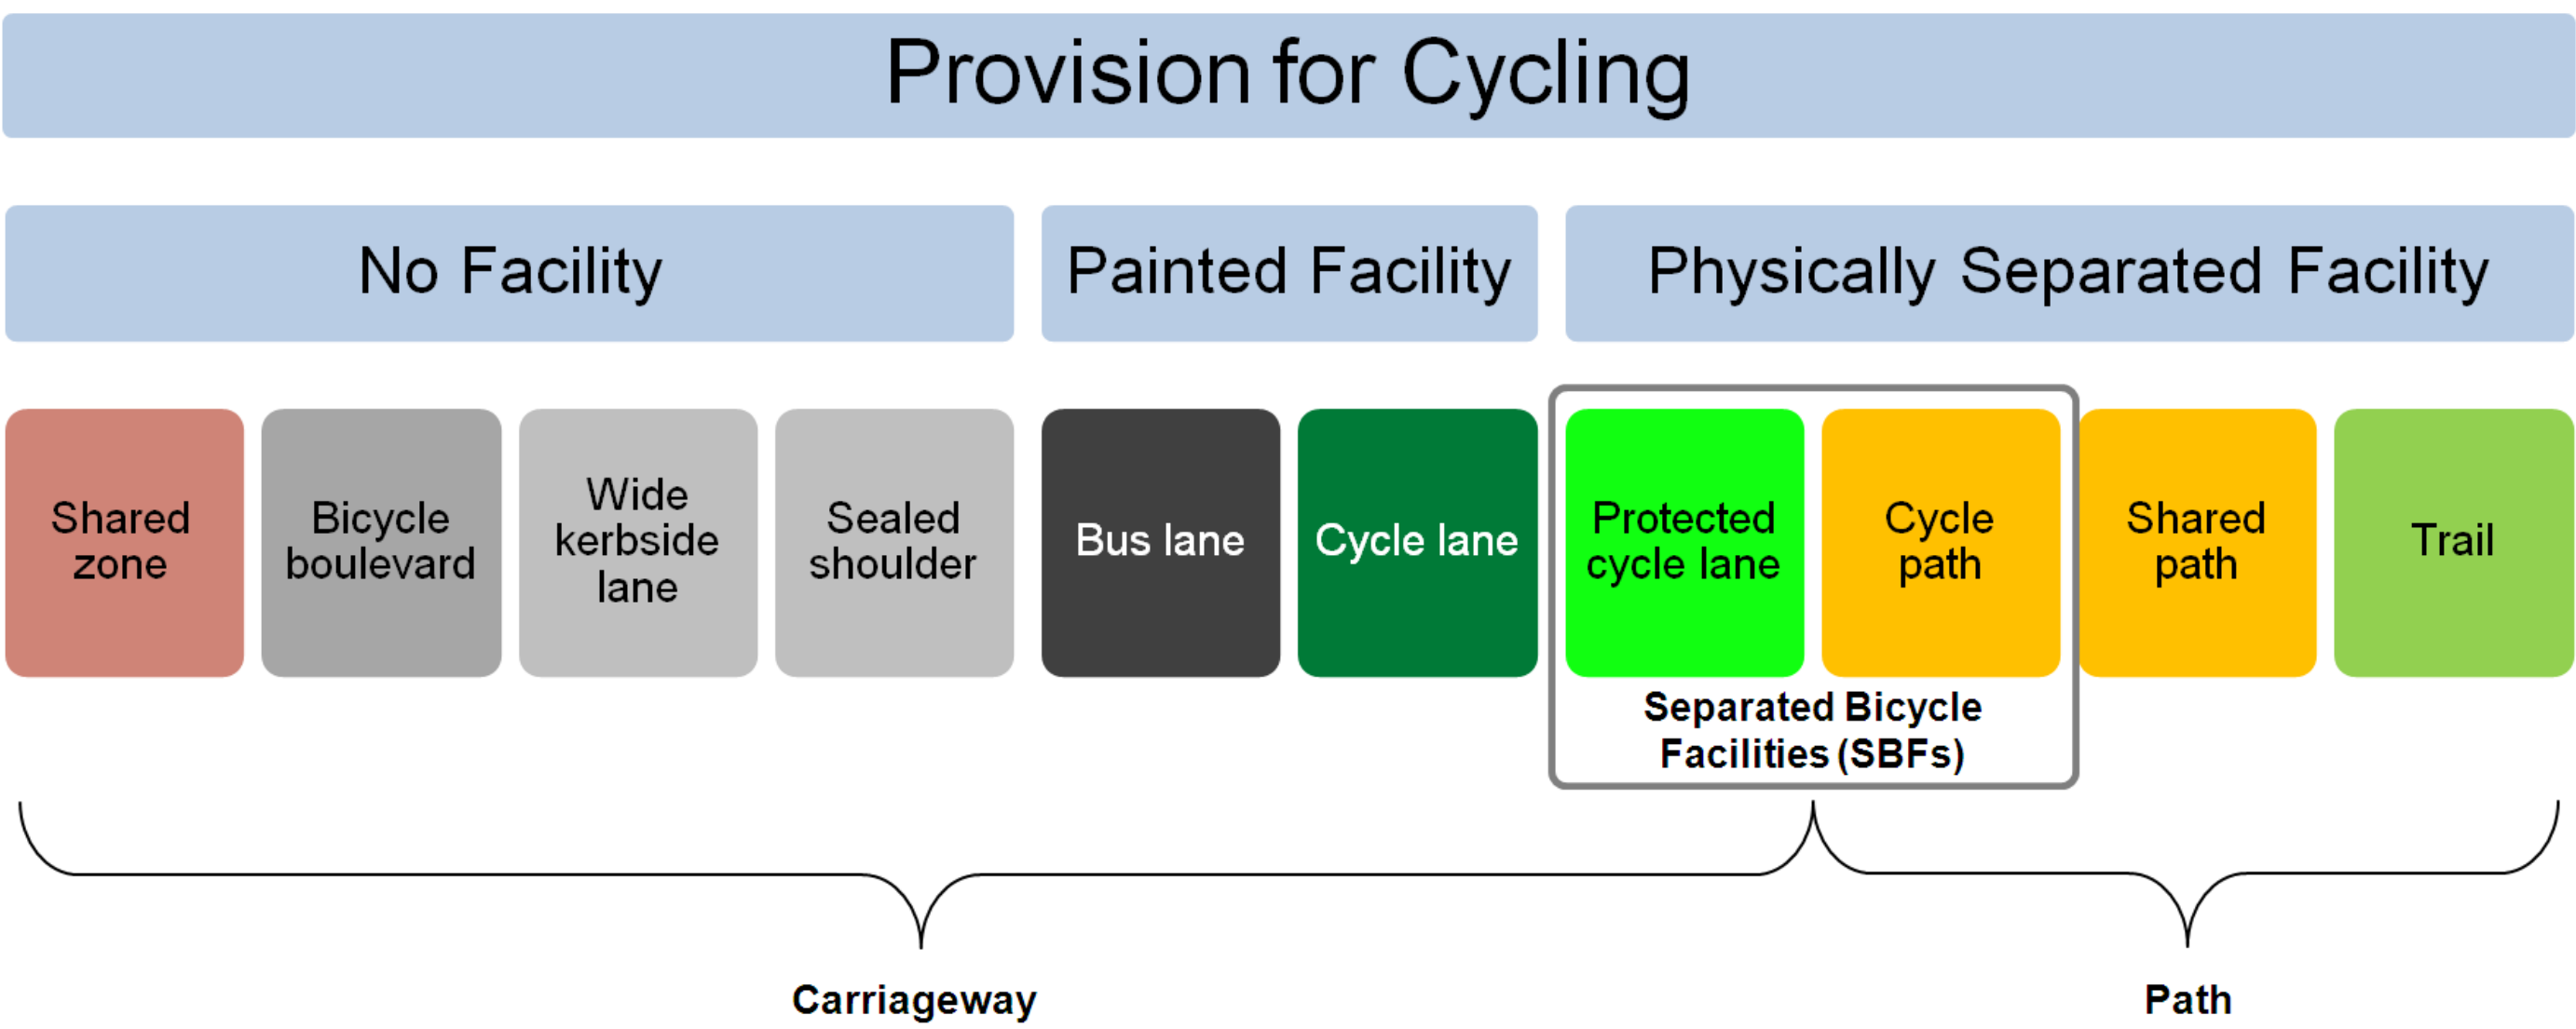 Provision for Cycling
No Facility
Painted Facility
Physically Separated Facility
Shared
zone
Bicycle
boulevard
Wide
kerbside
lane
Sealed
shoulder
Bus lane
Cycle lane
Protected
cycle lane
Cycle
path
Shared
path
Trail
Separated Bicycle
Facilities (SBFs)
Carriageway
Path